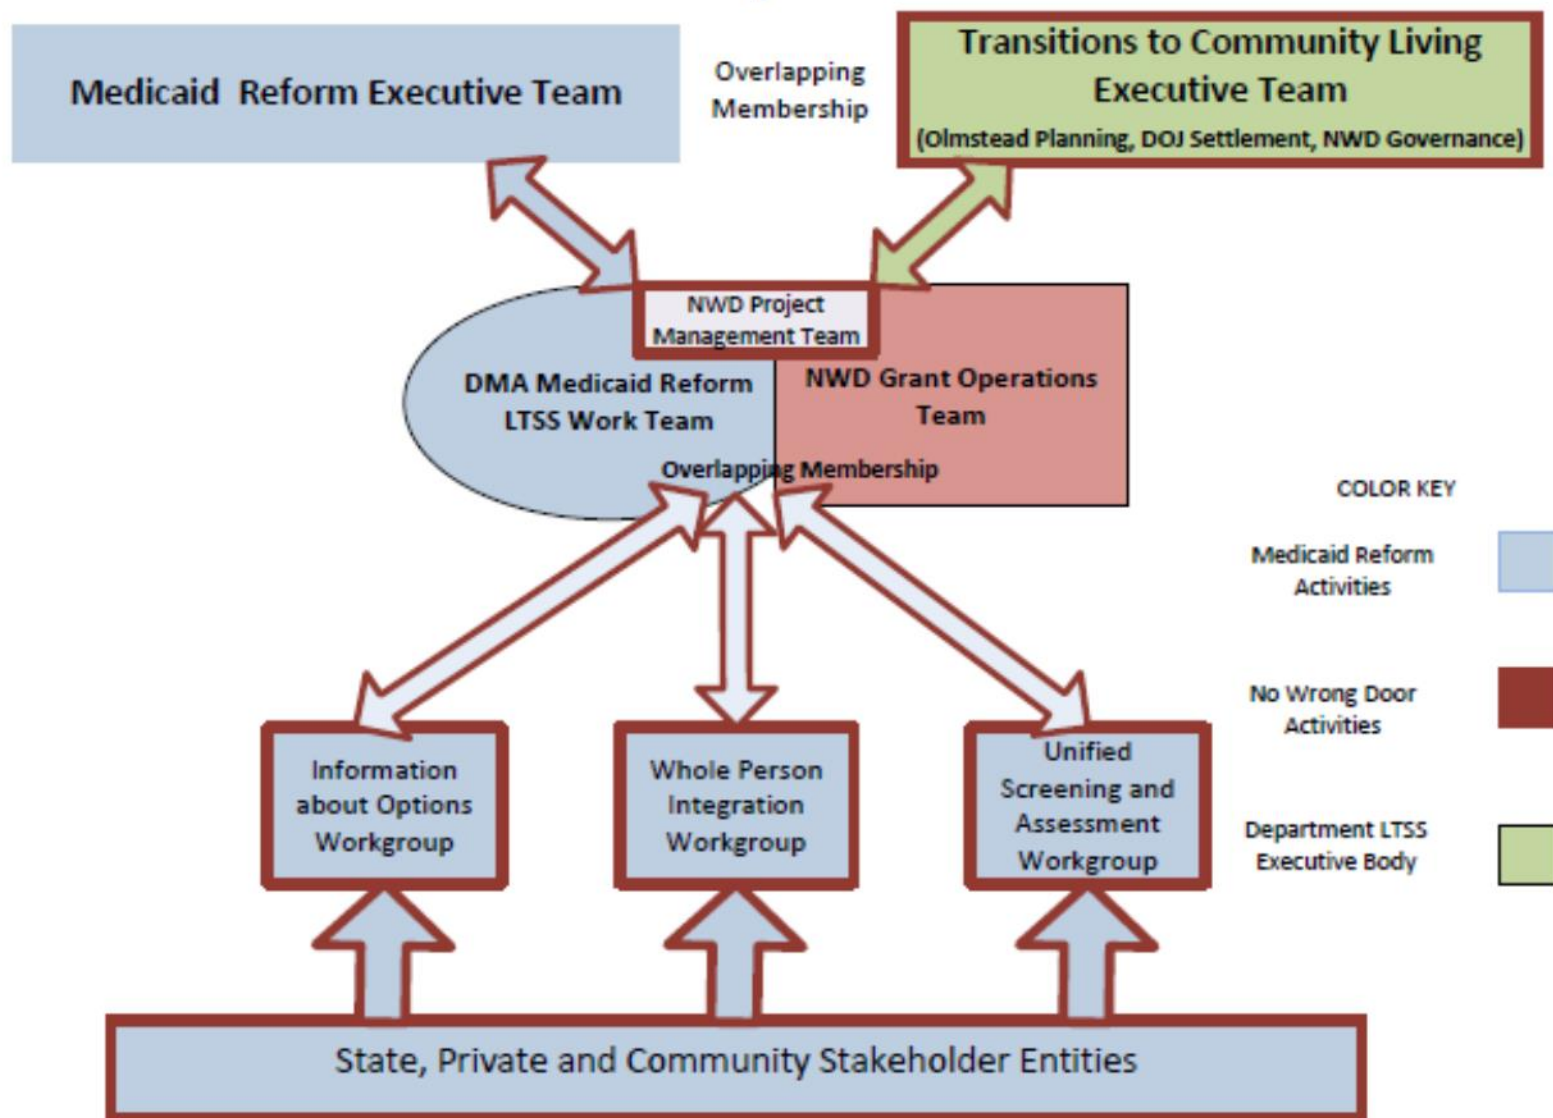 Medicaid Reform Executive Team
Overlapping
Membership
Transitions to Community Living
Executive Team
(Olmstead Planning, DOJ Settlement, NWD Governance)
NWD Project
Management Team
DMA Medicaid Reform
LTSS Work Team
NWD Grant Operations
Team
Overlapping Membership
COLOR KEY
Medicaid Reform
Activities
No Wrong Door
Activities
Department LTSS
Executive Body
Information
about Options
Workgroup
Whole Person
Integration
Workgroup
Unified
Screening and
Assessment
Workgroup
State, Private and Community Stakeholder Entities